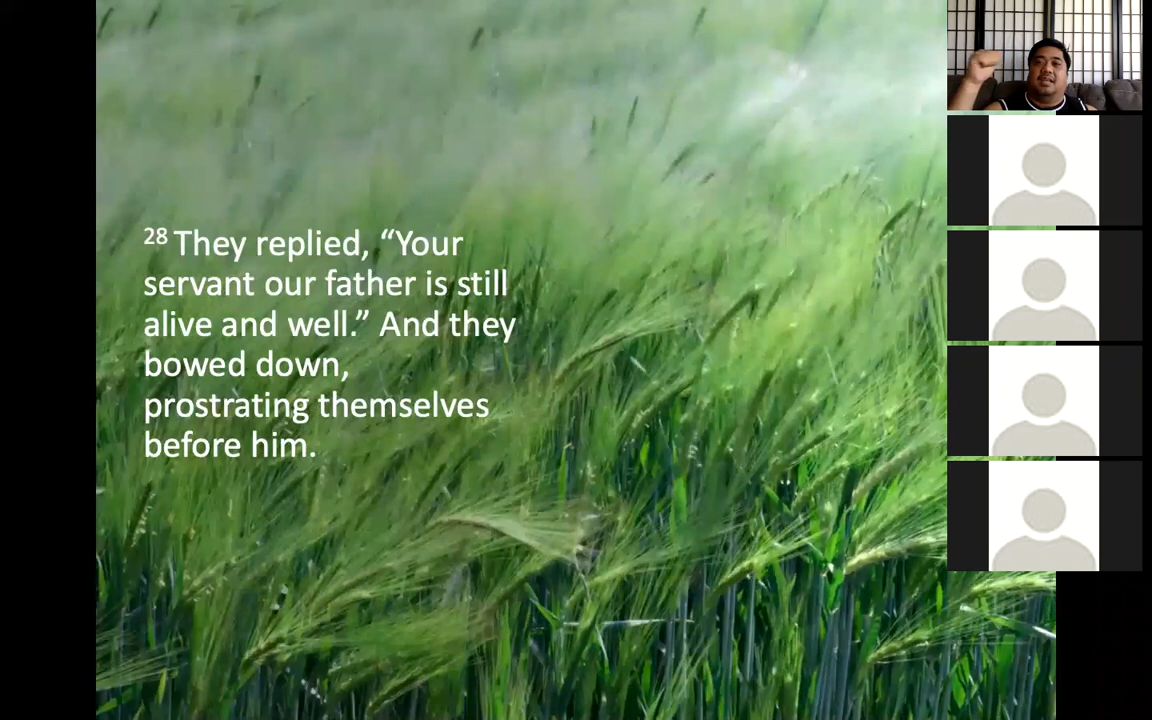 28 They replied, “Your
servant our father is still
alive and well.” And they
bowed down,
prostrating themselves
before him.